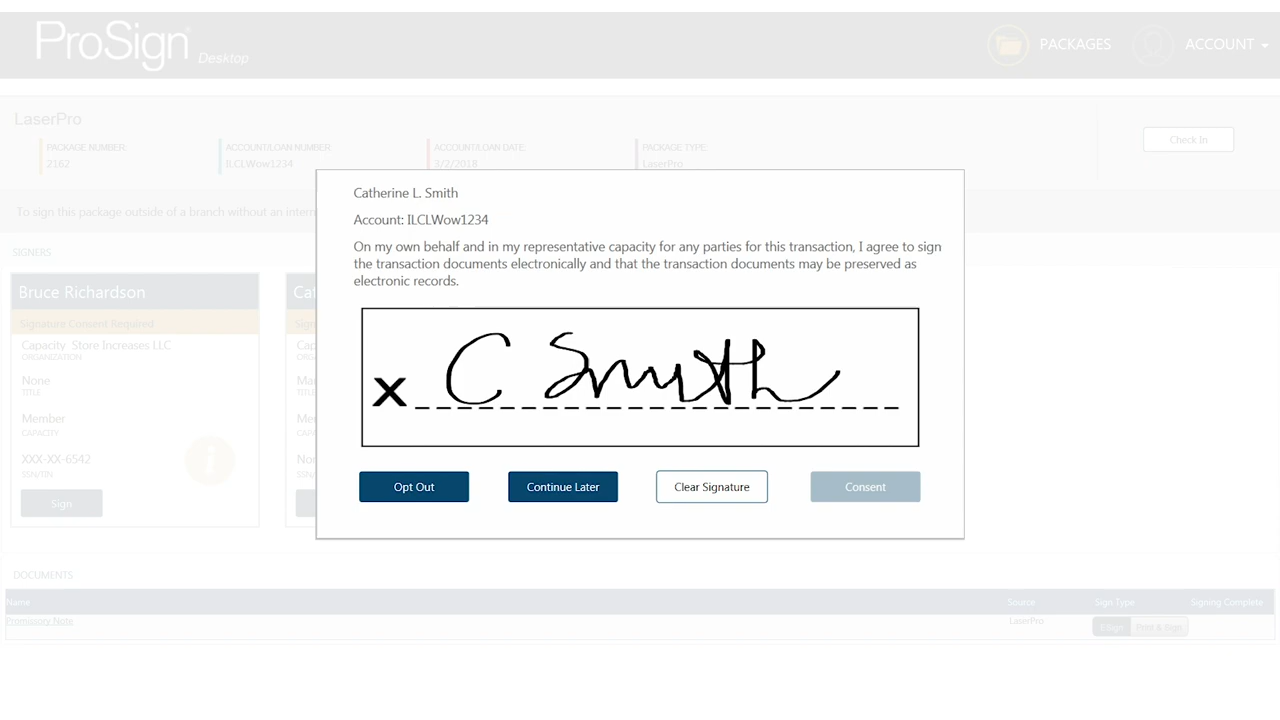 ProSign
Desktop
PACKAGES
ACCOUNT
LaserPro
PACKAGE NUMBER:
2162
ACCOUNT/LOAN NUMBER
ILCLWow1234
ACCOUNT/LOAN DATE:
3/2/2018
PACKAGE TYPE:
LaserPro
Check In
To sign this package outside of a branch without an
SIGNERS
Bruce Richardson
Signature Consent Required
Capacity Store Increases LLC
ORGANIZATION
None
TITLE
Member
CAPACITY
XXX-XX-6542
SSN/TIN
Sign
Catherine L. Smith
Account: ILCLWow1234
On my own behalf and in my representative capacity for any parties for this transaction, I agree to sign
the transaction documents electronically and that the transaction documents may be preserved as
electronic records.
X C Smith
Opt Out
Continue Later
Clear Signature
Consent
DOCUMENTS
Name
Source
Sign Type
Signing Complete
Promissory Note
LaserPro
ESign
Print & Sign